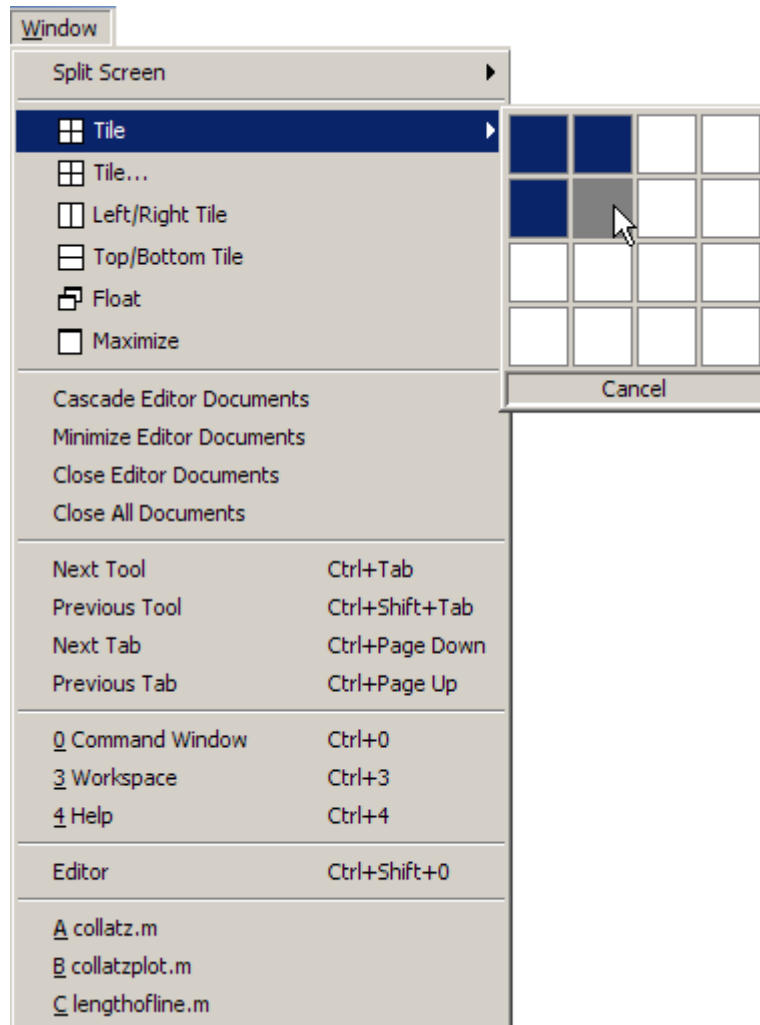 Window
Split Screen
Tile
Tile...
Left/Right Tile
Top/Bottom Tile
Float
Maximize
Cancel
Cascade Editor Documents
Minimize Editor Documents
Close Editor Documents
Close All Documents
Next Tool Ctrl+Tab
Previous Tool Ctrl+Shift+Tab
Next Tab Ctrl+Page Down
Previous Tab Ctrl+Page Up
0 Command Window Ctrl+0
3 Workspace Ctrl+3
4 Help Ctrl+4
Editor Ctrl+Shift+0
A collatz.m
B collatzplot.m
C lengthofline.m